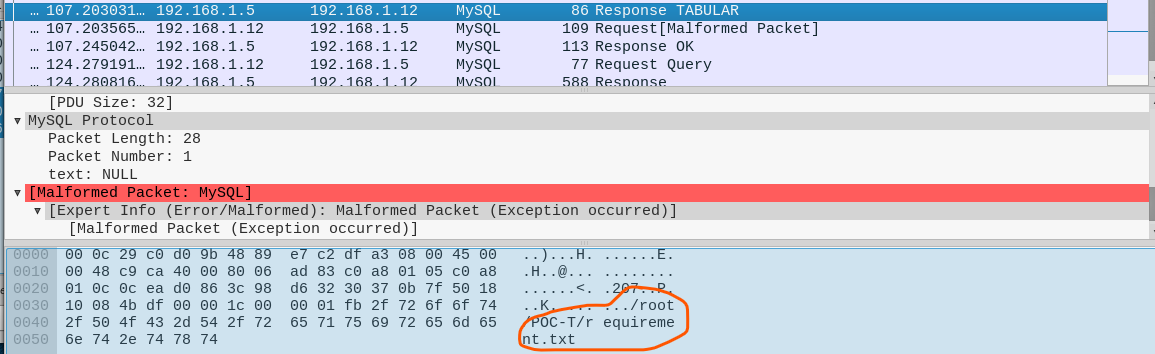 … 107.203031… 192.168.1.5 192.168.1.12 MySQL 86 Response TABULAR
… 107.203565… 192.168.1.12 192.168.1.5 MySQL 109 Request[Malformed Packet]
… 107.245042… 192.168.1.5 192.168.1.12 MySQL 113 Response OK
… 124.279191… 192.168.1.12 192.168.1.5 MySQL 77 Request Query
… 124.280816… 192.168.1.5 192.168.1.12 MySQL 588 Response
[PDU Size: 32]
MySQL Protocol
Packet Length: 28
Packet Number: 1
text: NULL
[Malformed Packet: MySQL]
[Expert Info (Error/Malformed): Malformed Packet (Exception occurred)]
[Malformed Packet (Exception occurred)]
0000 00 0c 29 c0 d0 9b 48 89 e7 c2 df a3 08 00 45 00 ..)...H. ......E.
0010 00 48 c9 ca 40 00 80 06 ad 83 c0 a8 01 05 c0 a8 .H..@... ........
0020 01 0c 0c ea d0 86 3c 98 d6 32 30 37 0b 7f 50 18 ......<. .207..P.
0030 10 08 4b df 00 00 1c 00 00 01 fb 2f 72 6f 6f 74 ..K..... .../root
0040 2f 50 4f 43 2d 54 2f 72 65 71 75 69 72 65 6d 65 /POC-T/r equireme
0050 6e 74 2e 74 78 74 nt.txt